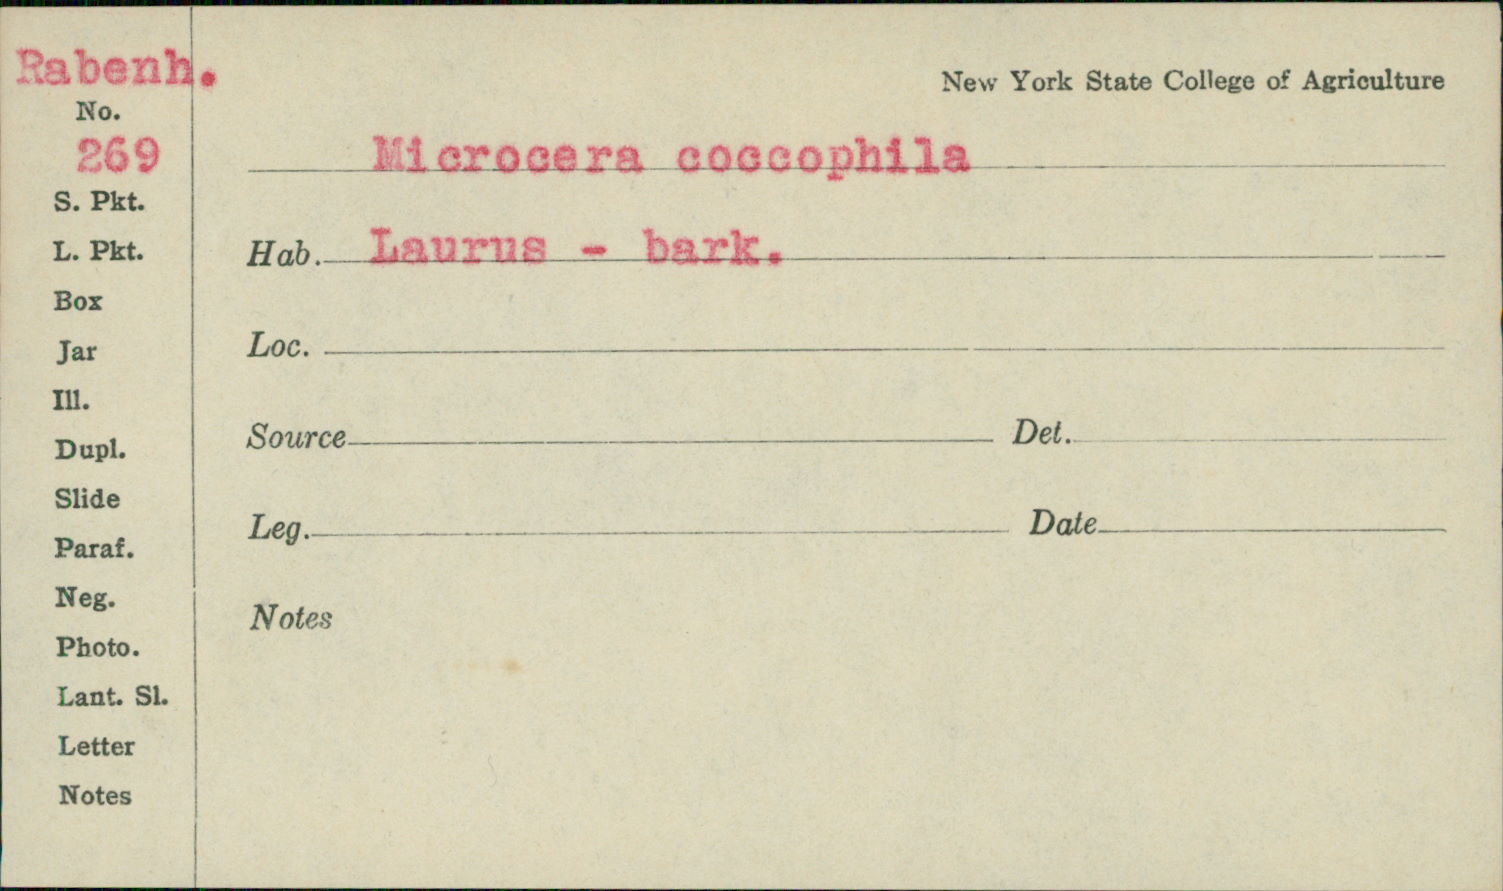 Rabenh.
New York State College of Agriculture
No.
269
Microcera coccophila
S. Pkt.
L. Pkt.
Hab. Laurus - bark.
Box
Jar
Loc.
Ill.
Dupl.
Source Det.
Slide
Leg. Date
Paraf.
Neg.
Notes
Photo.
Lant. Sl.
Letter
Notes